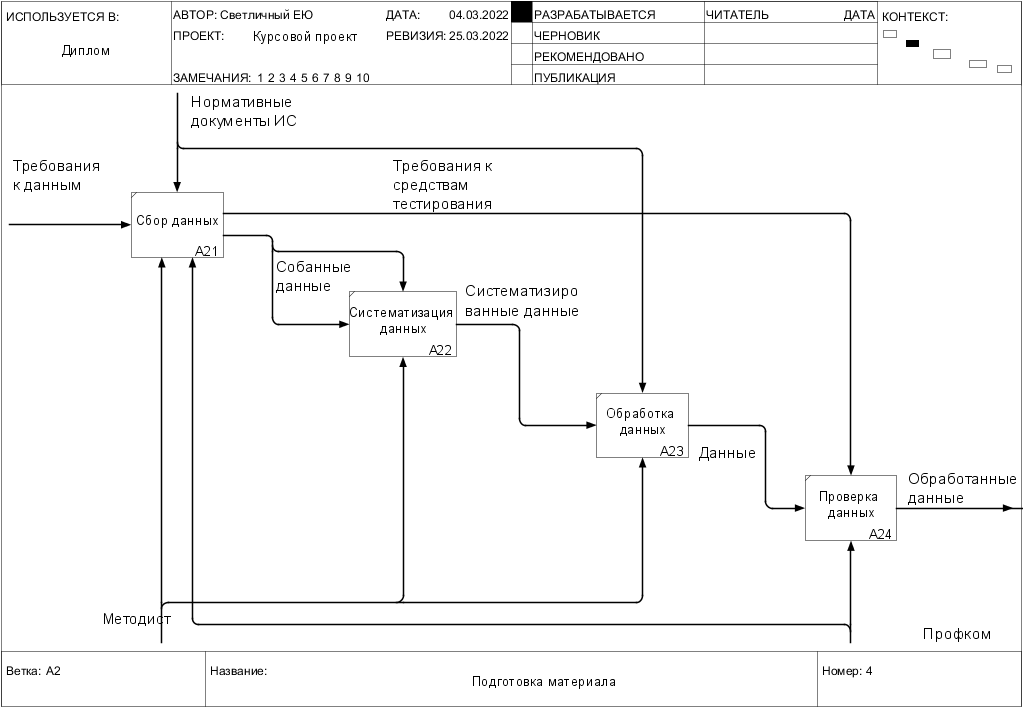 ИСПОЛЬЗУЕТСЯ В:
Диплом
АВТОР: Светличный ЕЮ
ДАТА: 04.03.2022
ПРОЕКТ: Курсовой проект
РЕВИЗИЯ: 25.03.2022
ЗАМЕЧАНИЯ: 1 2 3 4 5 6 7 8 9 10
РАЗРАБАТЫВАЕТСЯ
ЧЕРНОВИК
РЕКОМЕНДОВАНО
ПУБЛИКАЦИЯ
ЧИТАТЕЛЬ
ДАТА
КОНТЕКСТ:
Нормативные
документы ИС
Требования
к данным
Требования к
средствам
тестирования
Сбор данных
A21
Собанные
данные
Систематизация
данных
A22
Систематизиро
ванные данные
Обработка
данных
A23
Данные
Проверка
данных
A24
Обработанные
данные
Методист
Профком
Ветка: A2
Название:
Подготовка материала
Номер: 4